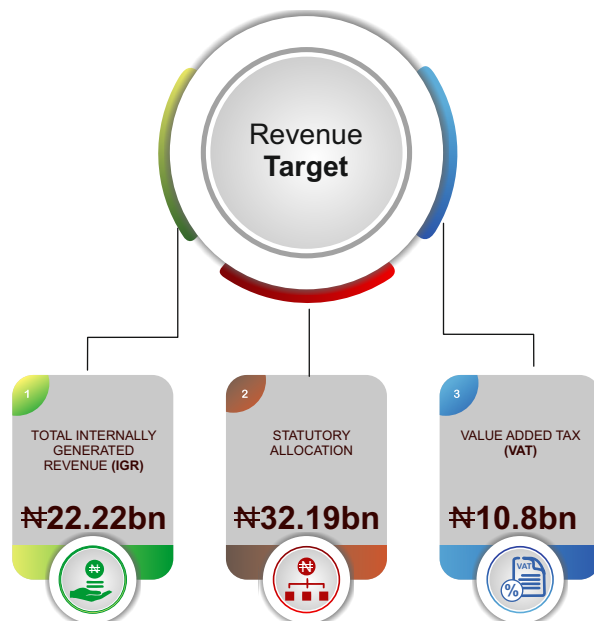 Revenue
Target
1
TOTAL INTERNALLY
GENERATED
REVENUE (IGR)
₦22.22bn
₦
2
STATUTORY
ALLOCATION
₦32.19bn
₦
3
VALUE ADDED TAX
(VAT)
₦10.8bn
VAT
%